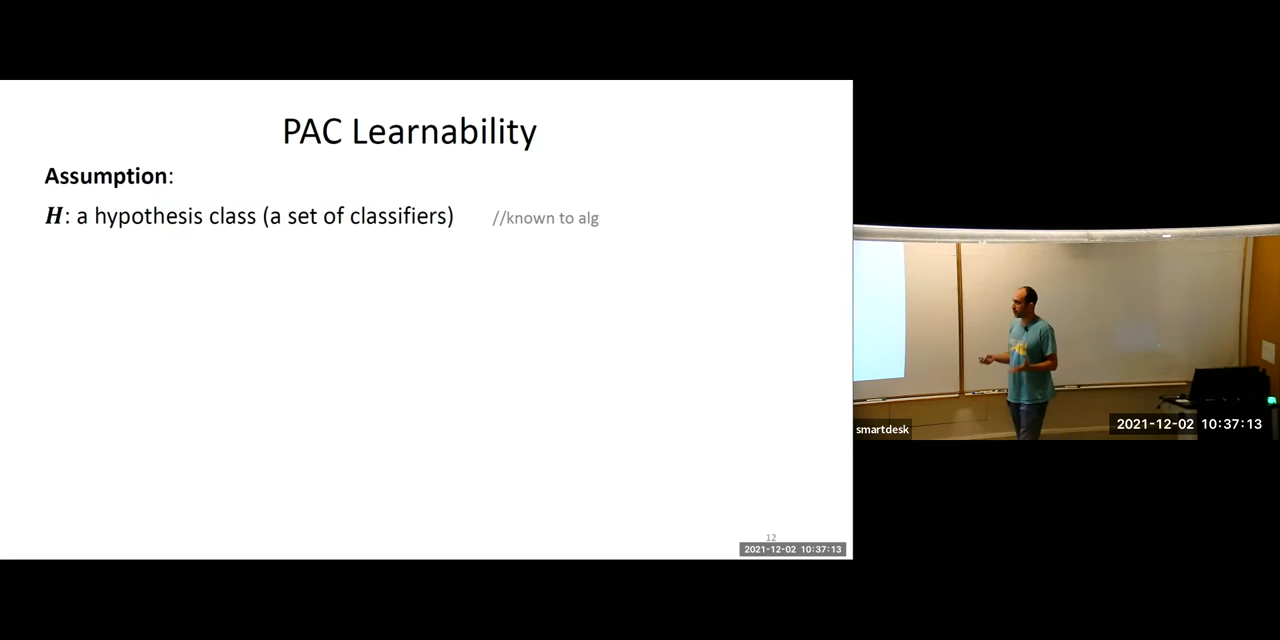 PAC Learnability
Assumption:
H: a hypothesis class (a set of classifiers) //known to alg
12
2021-12-02 10:37:13
smartdesk
2021-12-02 10:37:13